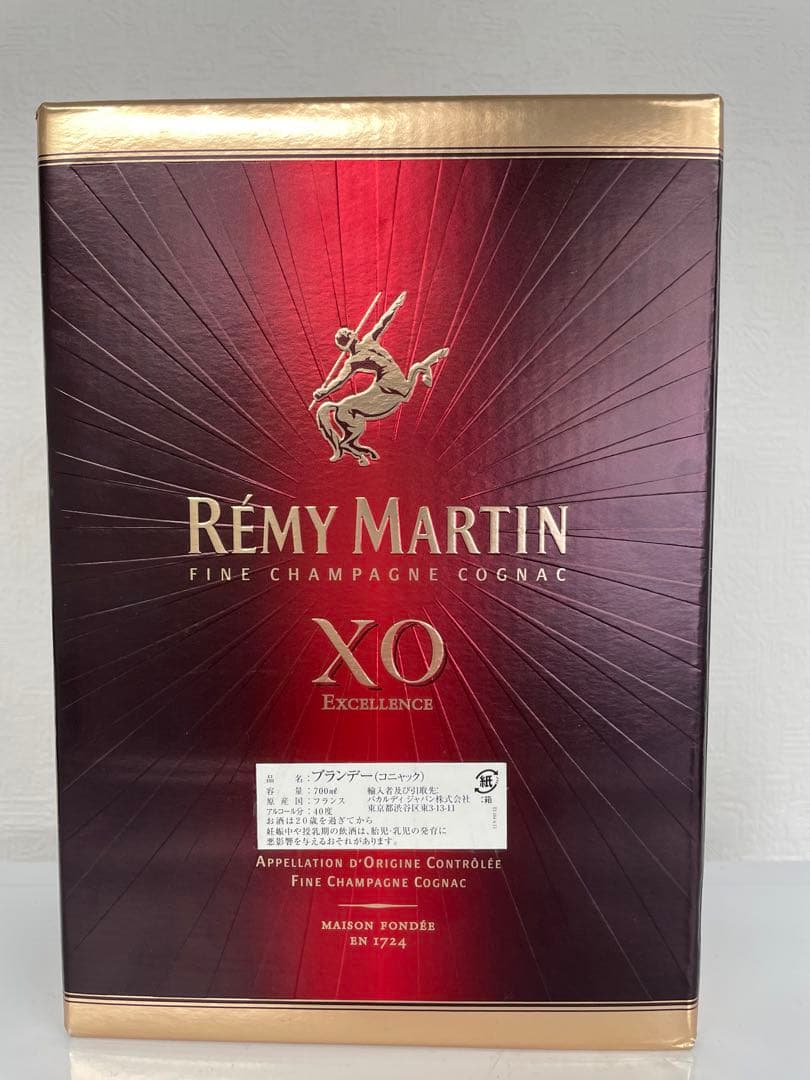 RÉMY MARTIN
FINE CHAMPAGNE COGNAC
XO
EXCELLENCE
品 名:ブランデー(コニャック)
容 量:700㎖ 輸入者及び引取先:
原 産 国:フランス バカルディ ジャパン株式会社
アルコール分:40度 東京都渋谷区東3-13-11
お酒は20歳を過ぎてから
妊娠中や授乳期の飲酒は、胎児・乳児の発育に
悪影響を与えるおそれがあります。
紙
:箱
APPELLATION D'ORIGINE CONTRÔLÉE
FINE CHAMPAGNE COGNAC
MAISON FONDÉE
EN 1724